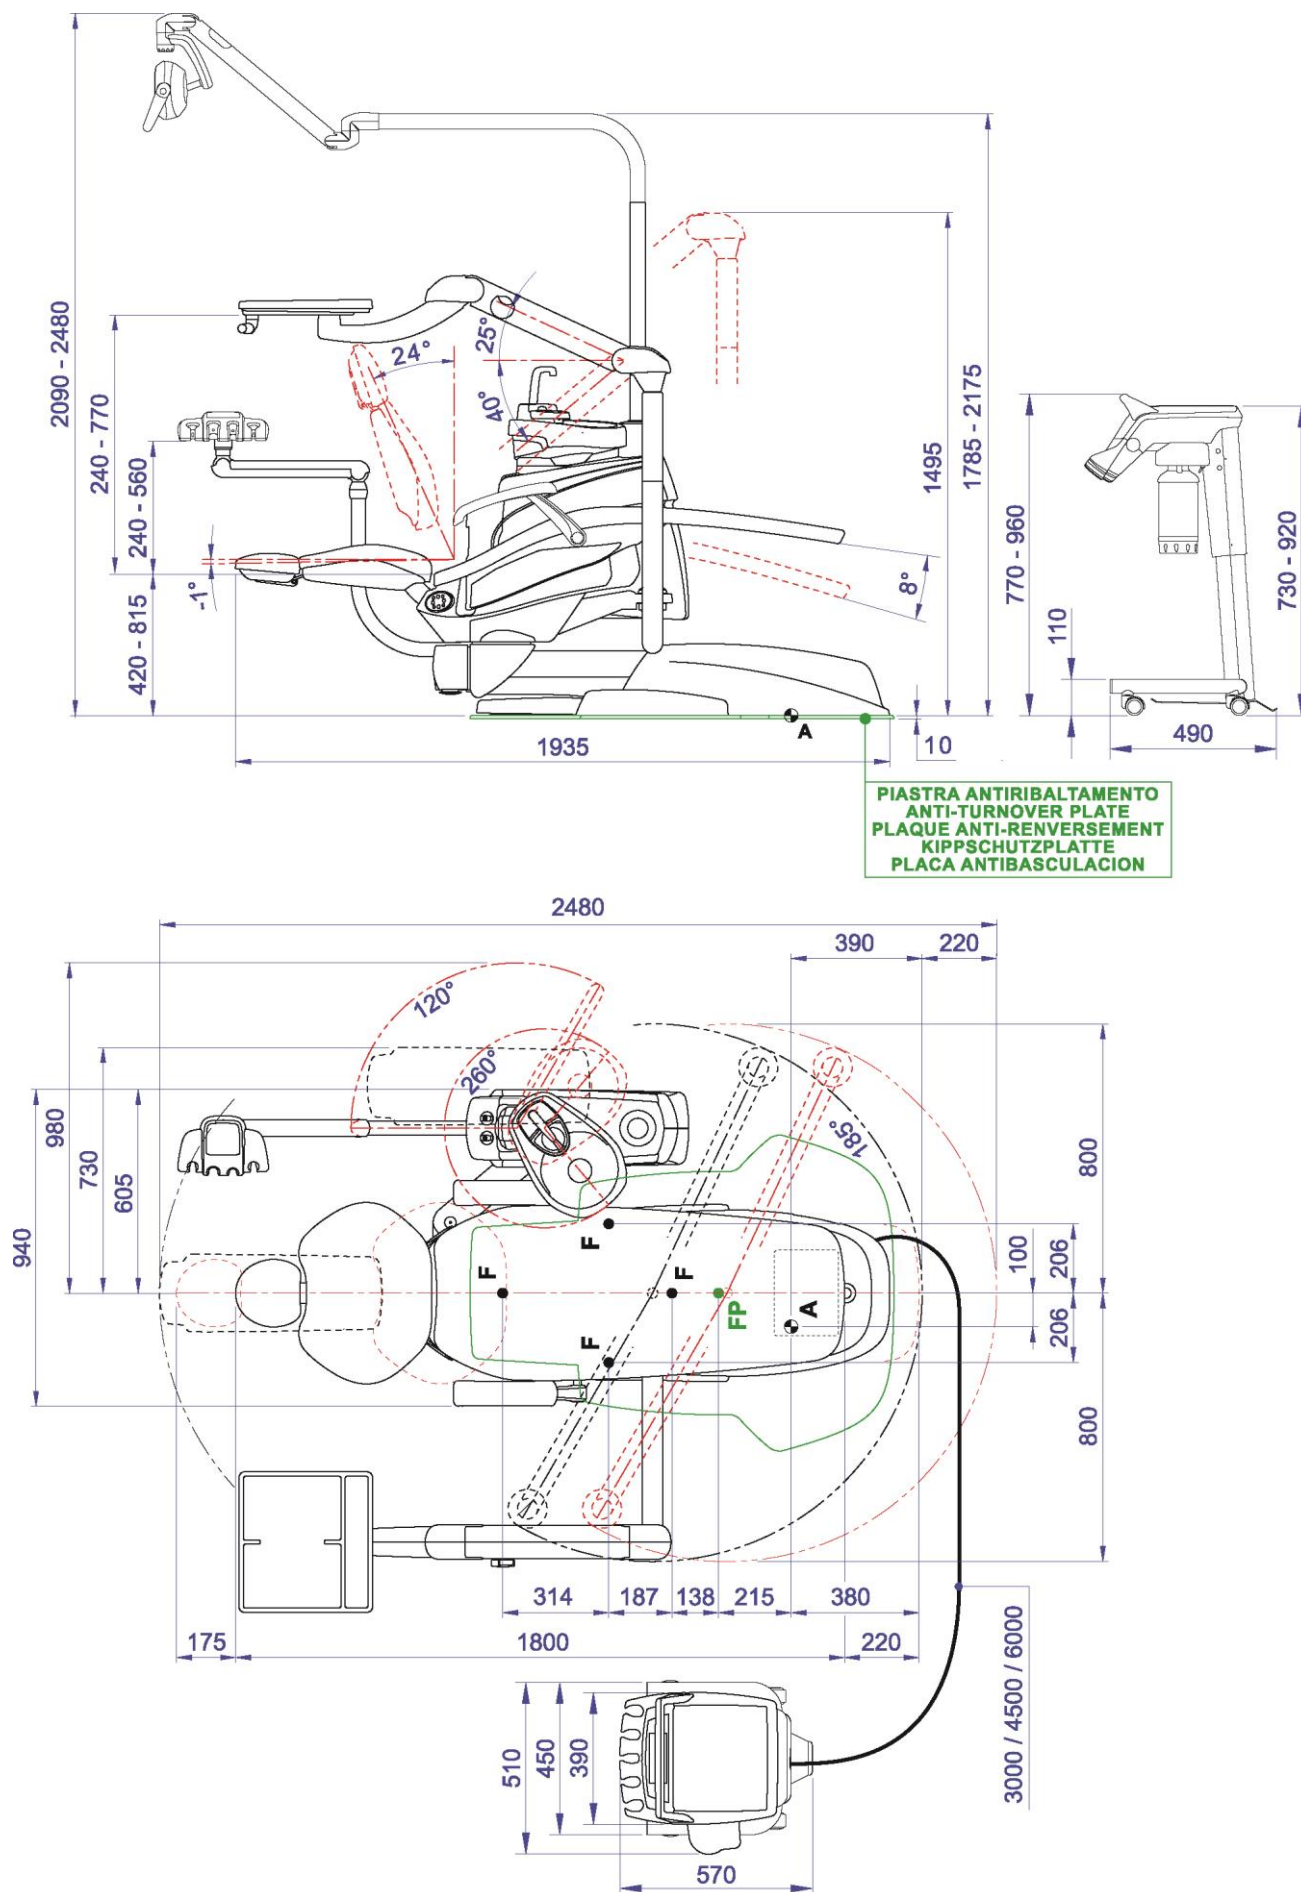 2090 - 2480
240 - 770
240 - 560
420 - 815
-1°
24°
25°
40°
8°
1495
1785 - 2175
770 - 960
730 - 920
110
490
1935
10
A
PIASTRA ANTIRIBALTAMENTO
ANTI-TURNOVER PLATE
PLAQUE ANTI-RENVERSEMENT
KIPPSCHUTZPLATTE
PLACA ANTIBASCULACION
2480
390
220
120°
260°
185°
980
730
605
940
800
100
206
206
800
F
F
F
F
FP
A
314
187
138
215
380
175
1800
220
510
450
390
570
3000 / 4500 / 6000